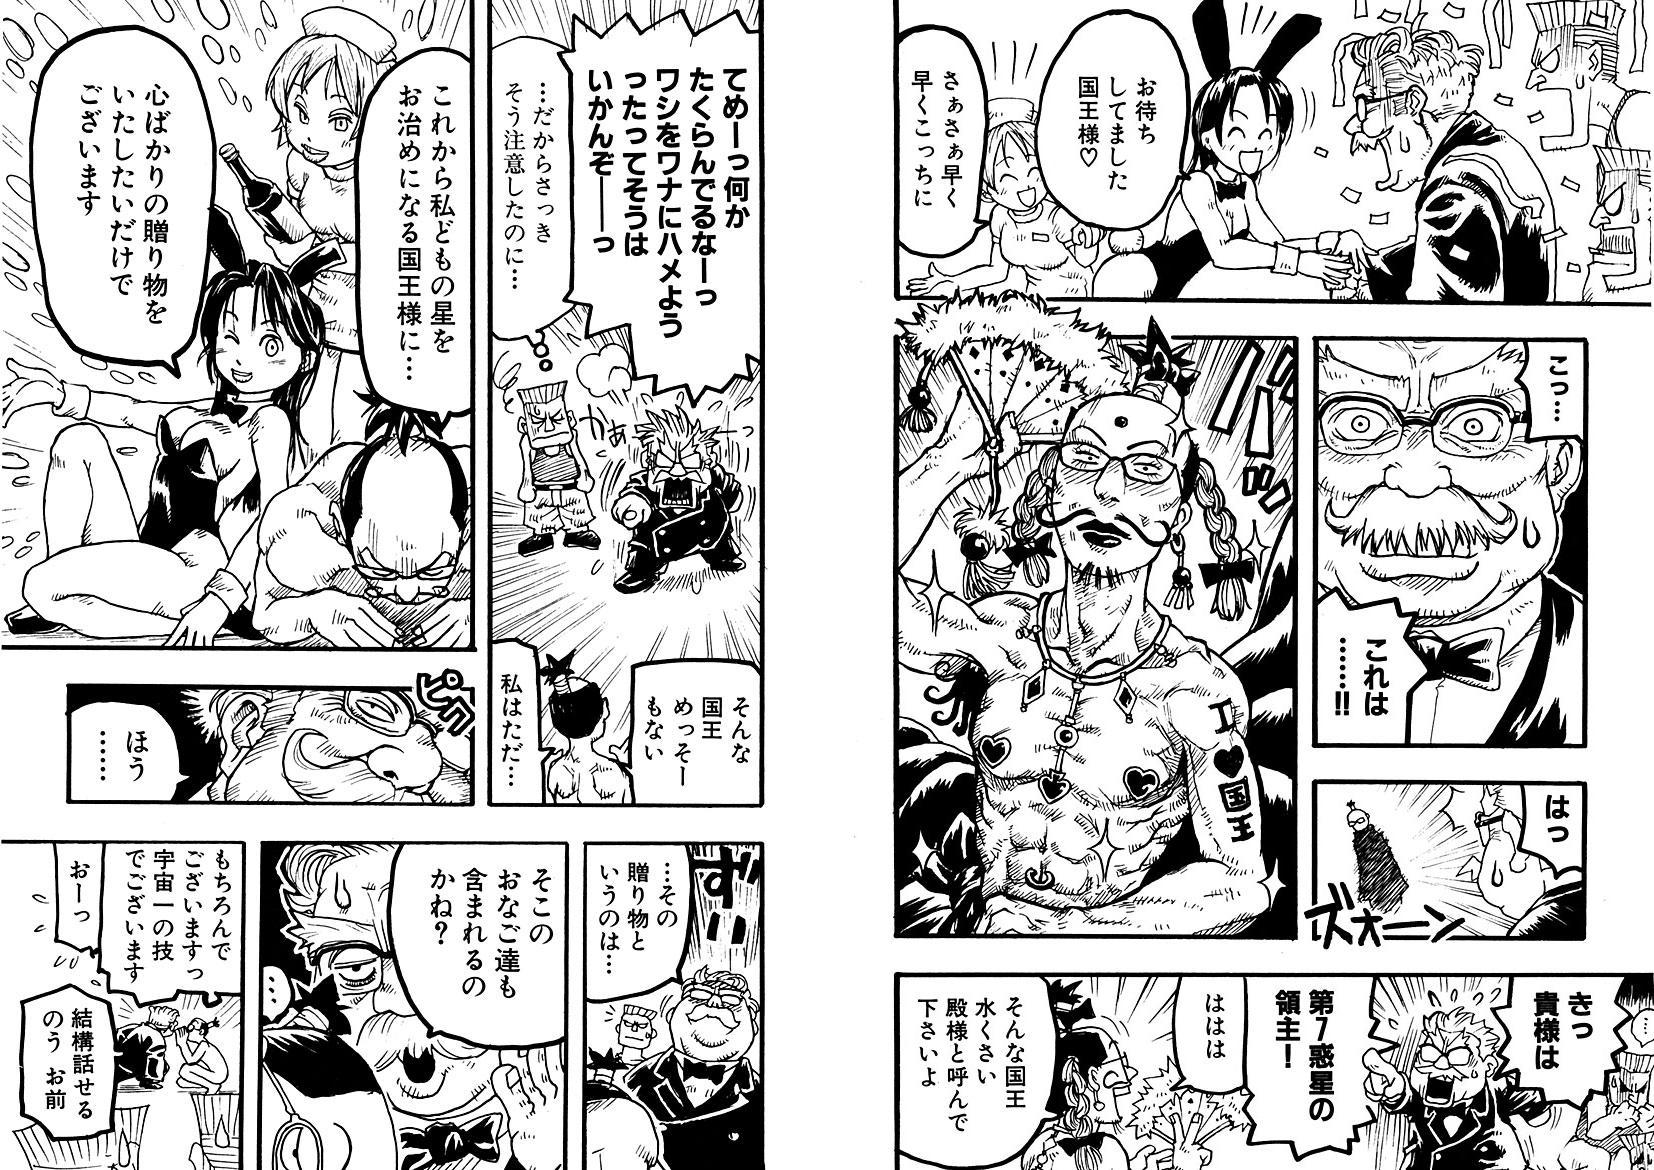 お待ち
してました
国王様♡
さぁさぁ早く
早くこっちに
こっ…
これは
……!!
はっ
ズオーン
きっ
貴様は
第7惑星の
領主！
ははは
そんな国王
水くさい
殿様と呼んで
下さいよ
I♥国王
てめーっ何か
たくらんでるなーっ
ワシをワナにハメよう
ったってそうは
いかんぞ――っ
…だからさっき
そう注意したのに…
かぁっ
そんな
国王
めっそー
もない
私はただ…
これから私どもの星を
お治めになる国王様に…
心ばかりの贈り物を
いたしたいだけで
ございます
ピク
ほう
……
ずいっ
…その
贈り物と
いうのは…
そこの
おなご達も
含まれるの
かね？
…
もちろんで
ございますっ
宇宙一の技
でございます
おーっ
結構話せる
のう お前